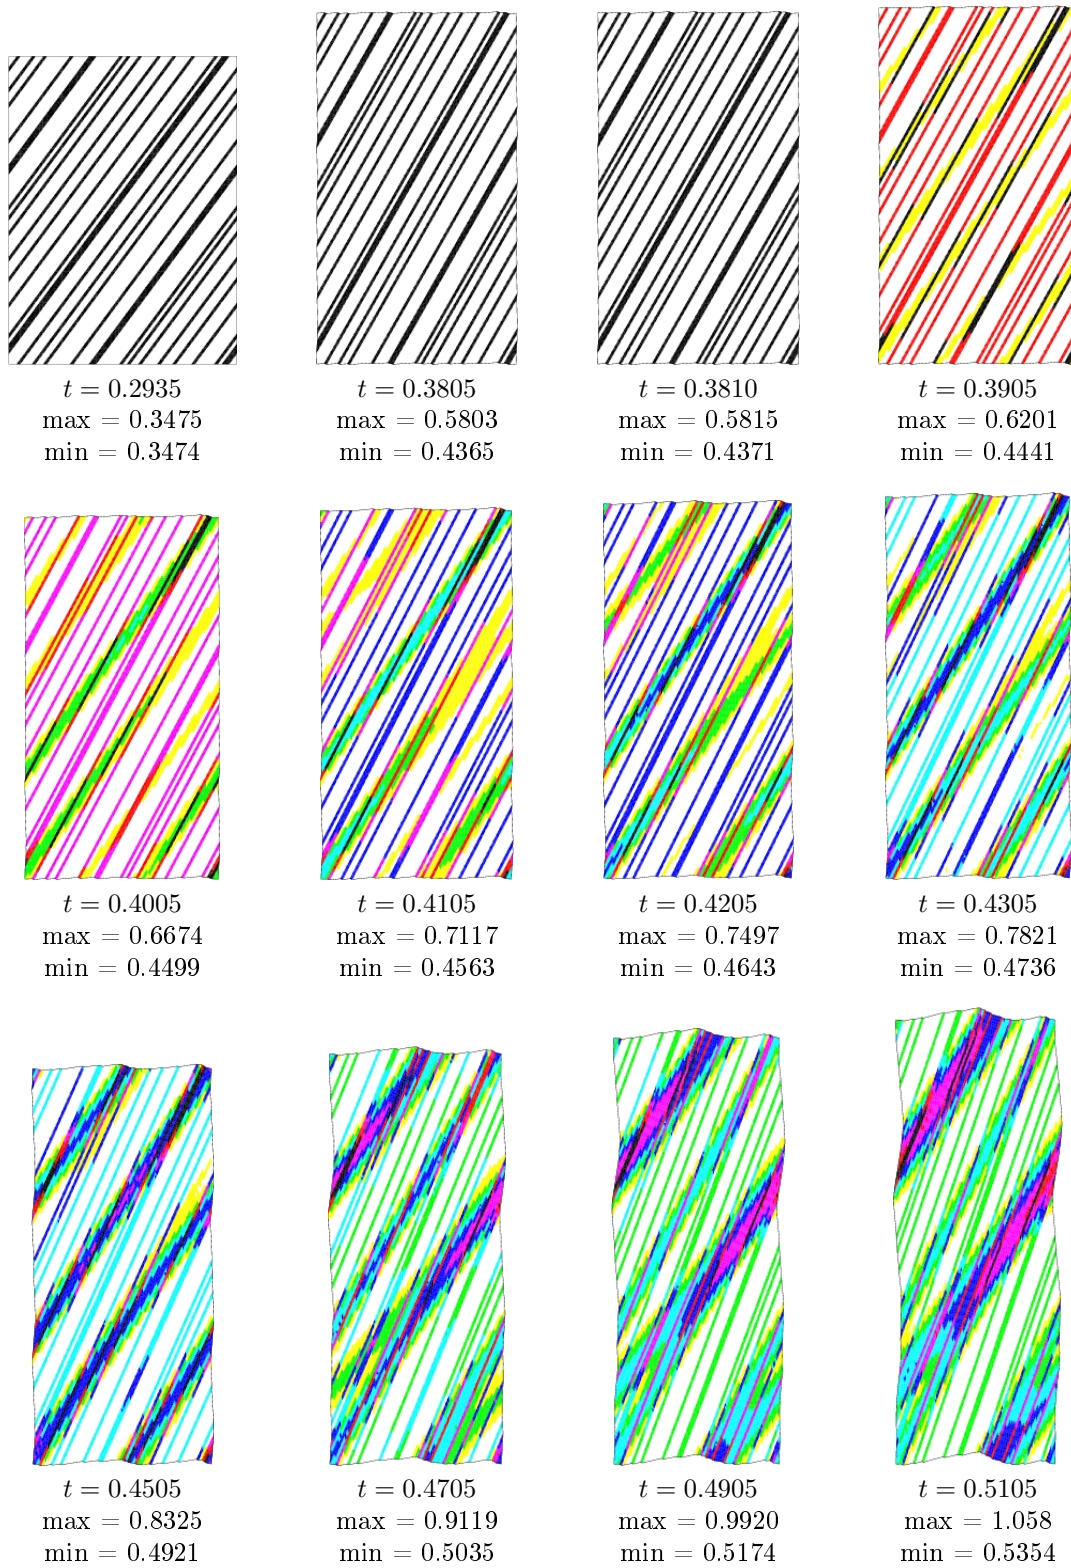 t = 0.2935
max = 0.3475
min = 0.3474
t = 0.3805
max = 0.5803
min = 0.4365
t = 0.3810
max = 0.5815
min = 0.4371
t = 0.3905
max = 0.6201
min = 0.4441
t = 0.4005
max = 0.6674
min = 0.4499
t = 0.4105
max = 0.7117
min = 0.4563
t = 0.4205
max = 0.7497
min = 0.4643
t = 0.4305
max = 0.7821
min = 0.4736
t = 0.4505
max = 0.8325
min = 0.4921
t = 0.4705
max = 0.9119
min = 0.5035
t = 0.4905
max = 0.9920
min = 0.5174
t = 0.5105
max = 1.058
min = 0.5354